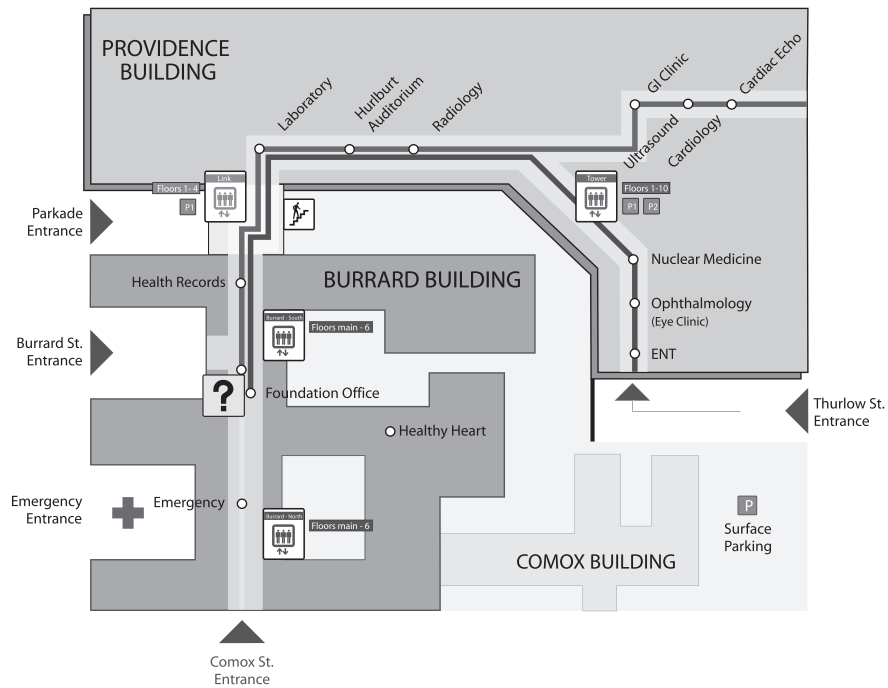 PROVIDENCE
BUILDING
Laboratory
Hurlburt
Auditorium
Radiology
GI Clinic
Ultrasound
Cardiology
Cardiac Echo
Link
Floors 1- 4
P1
Tower
Floors 1-10
P1
P2
Parkade
Entrance
Nuclear Medicine
Health Records
BURRARD BUILDING
Ophthalmology
(Eye Clinic)
Burrard - South
Floors main - 6
Burrard St.
Entrance
ENT
?
Foundation Office
Thurlow St.
Entrance
Healthy Heart
Emergency
Entrance
Emergency
Burrard - North
Floors main - 6
P
Surface
Parking
COMOX BUILDING
Comox St.
Entrance